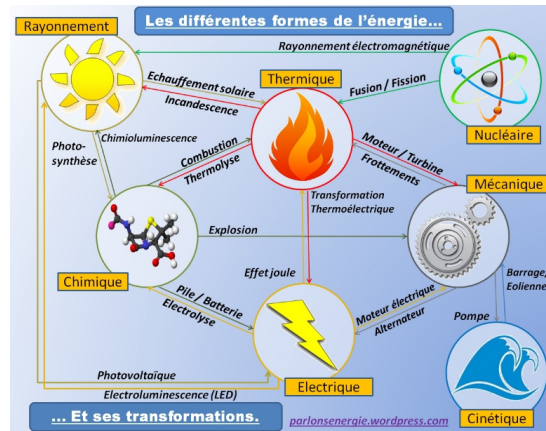 Les différentes formes de l'énergie…
Rayonnement
Rayonnement électromagnétique
Echauffement solaire
Incandescence
Thermique
Fusion / Fission
Nucléaire
Photo-
synthèse
Chimioluminescence
Combustion
Thermolyse
Moteur / Turbine
Frottements
Mécanique
Transformation
Thermoélectrique
Explosion
Chimique
Effet joule
Pile / Batterie
Electrolyse
Moteur électrique
Alternateur
Barrage,
Eolienne
Pompe
Photovoltaïque
Electroluminescence (LED)
Electrique
Cinétique
... Et ses transformations.
parlonsenergie.wordpress.com